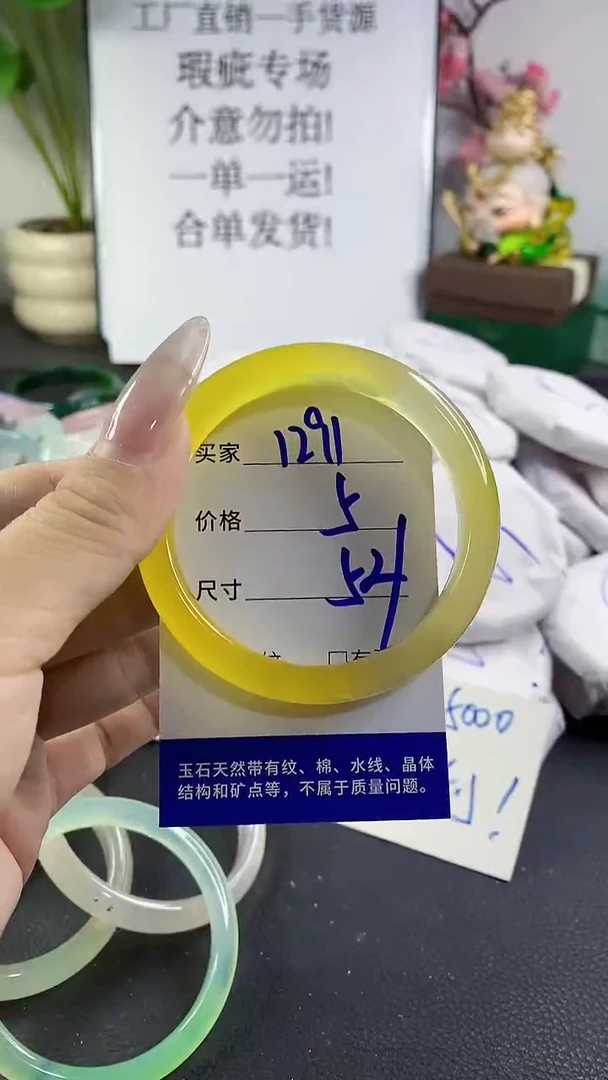 工厂直销一手货源
瑕疵专场
介意勿拍!
一单一运!
合单发货!
买家 1291
价格 5
尺寸 54
玉石天然带有纹、棉、水线、晶体
结构和矿点等，不属于质量问题。
5000
!